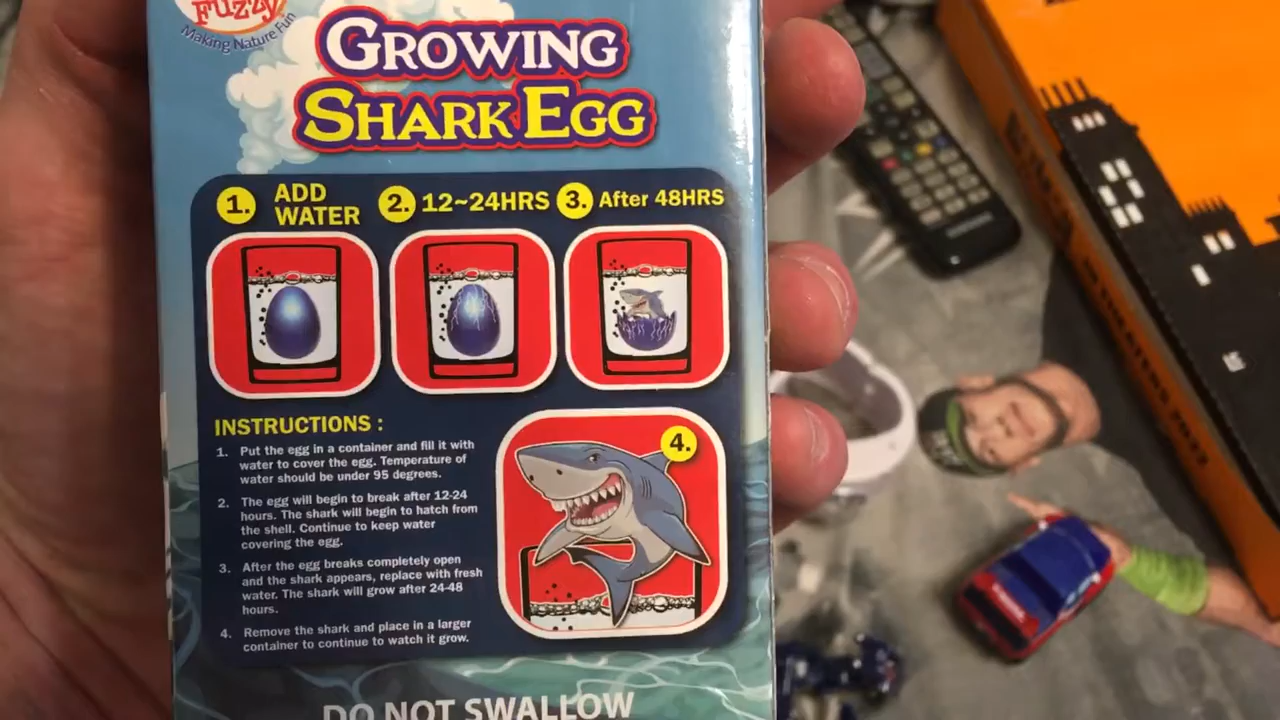 Fuzzy
Making Nature Fun
GROWING
SHARK EGG
1. ADD
WATER
2. 12~24HRS
3. After 48HRS
INSTRUCTIONS :
1. Put the egg in a container and fill it with
water to cover the egg. Temperature of
water should be under 95 degrees.
2. The egg will begin to break after 12-24
hours. The shark will begin to hatch from
the shell. Continue to keep water
covering the egg.
3. After the egg breaks completely open
and the shark appears, replace with fresh
water. The shark will grow after 24-48
hours.
4. Remove the shark and place in a larger
container to continue to watch it grow.
4.
DO NOT SWALLOW